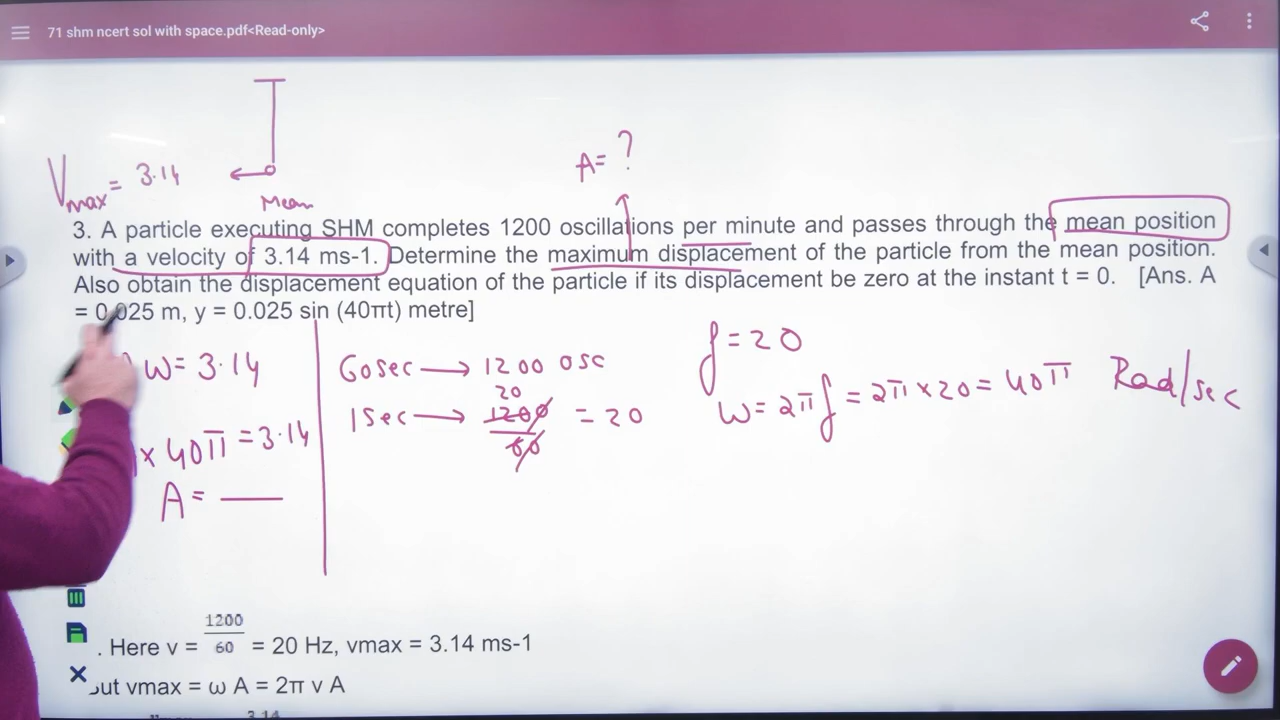 71 shm ncert sol with space.pdf<Read-only>
Vmax = 3.14
Mean
A= ?
3. A particle executing SHM completes 1200 oscillations per minute and passes through the mean position
with a velocity of 3.14 ms-1. Determine the maximum displacement of the particle from the mean position.
Also obtain the displacement equation of the particle if its displacement be zero at the instant t = 0. [Ans. A
= 0.025 m, y = 0.025 sin (40πt) metre]
w= 3.14
x 40π = 3.14
A =
60sec → 1200 osc
20
1sec → 1200/60 = 20
f = 20
w= 2πf = 2π x 20 = 40π Rad/sec
. Here v = 1200/60 = 20 Hz, vmax = 3.14 ms-1
but vmax = ω A = 2π v A
3.14